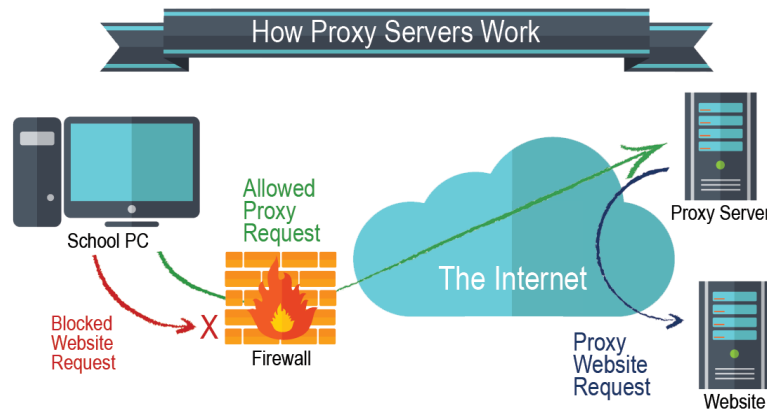 How Proxy Servers Work
School PC
Allowed
Proxy
Request
Proxy Server
The Internet
Blocked
Website
Request
X
Firewall
Proxy
Website
Request
Website